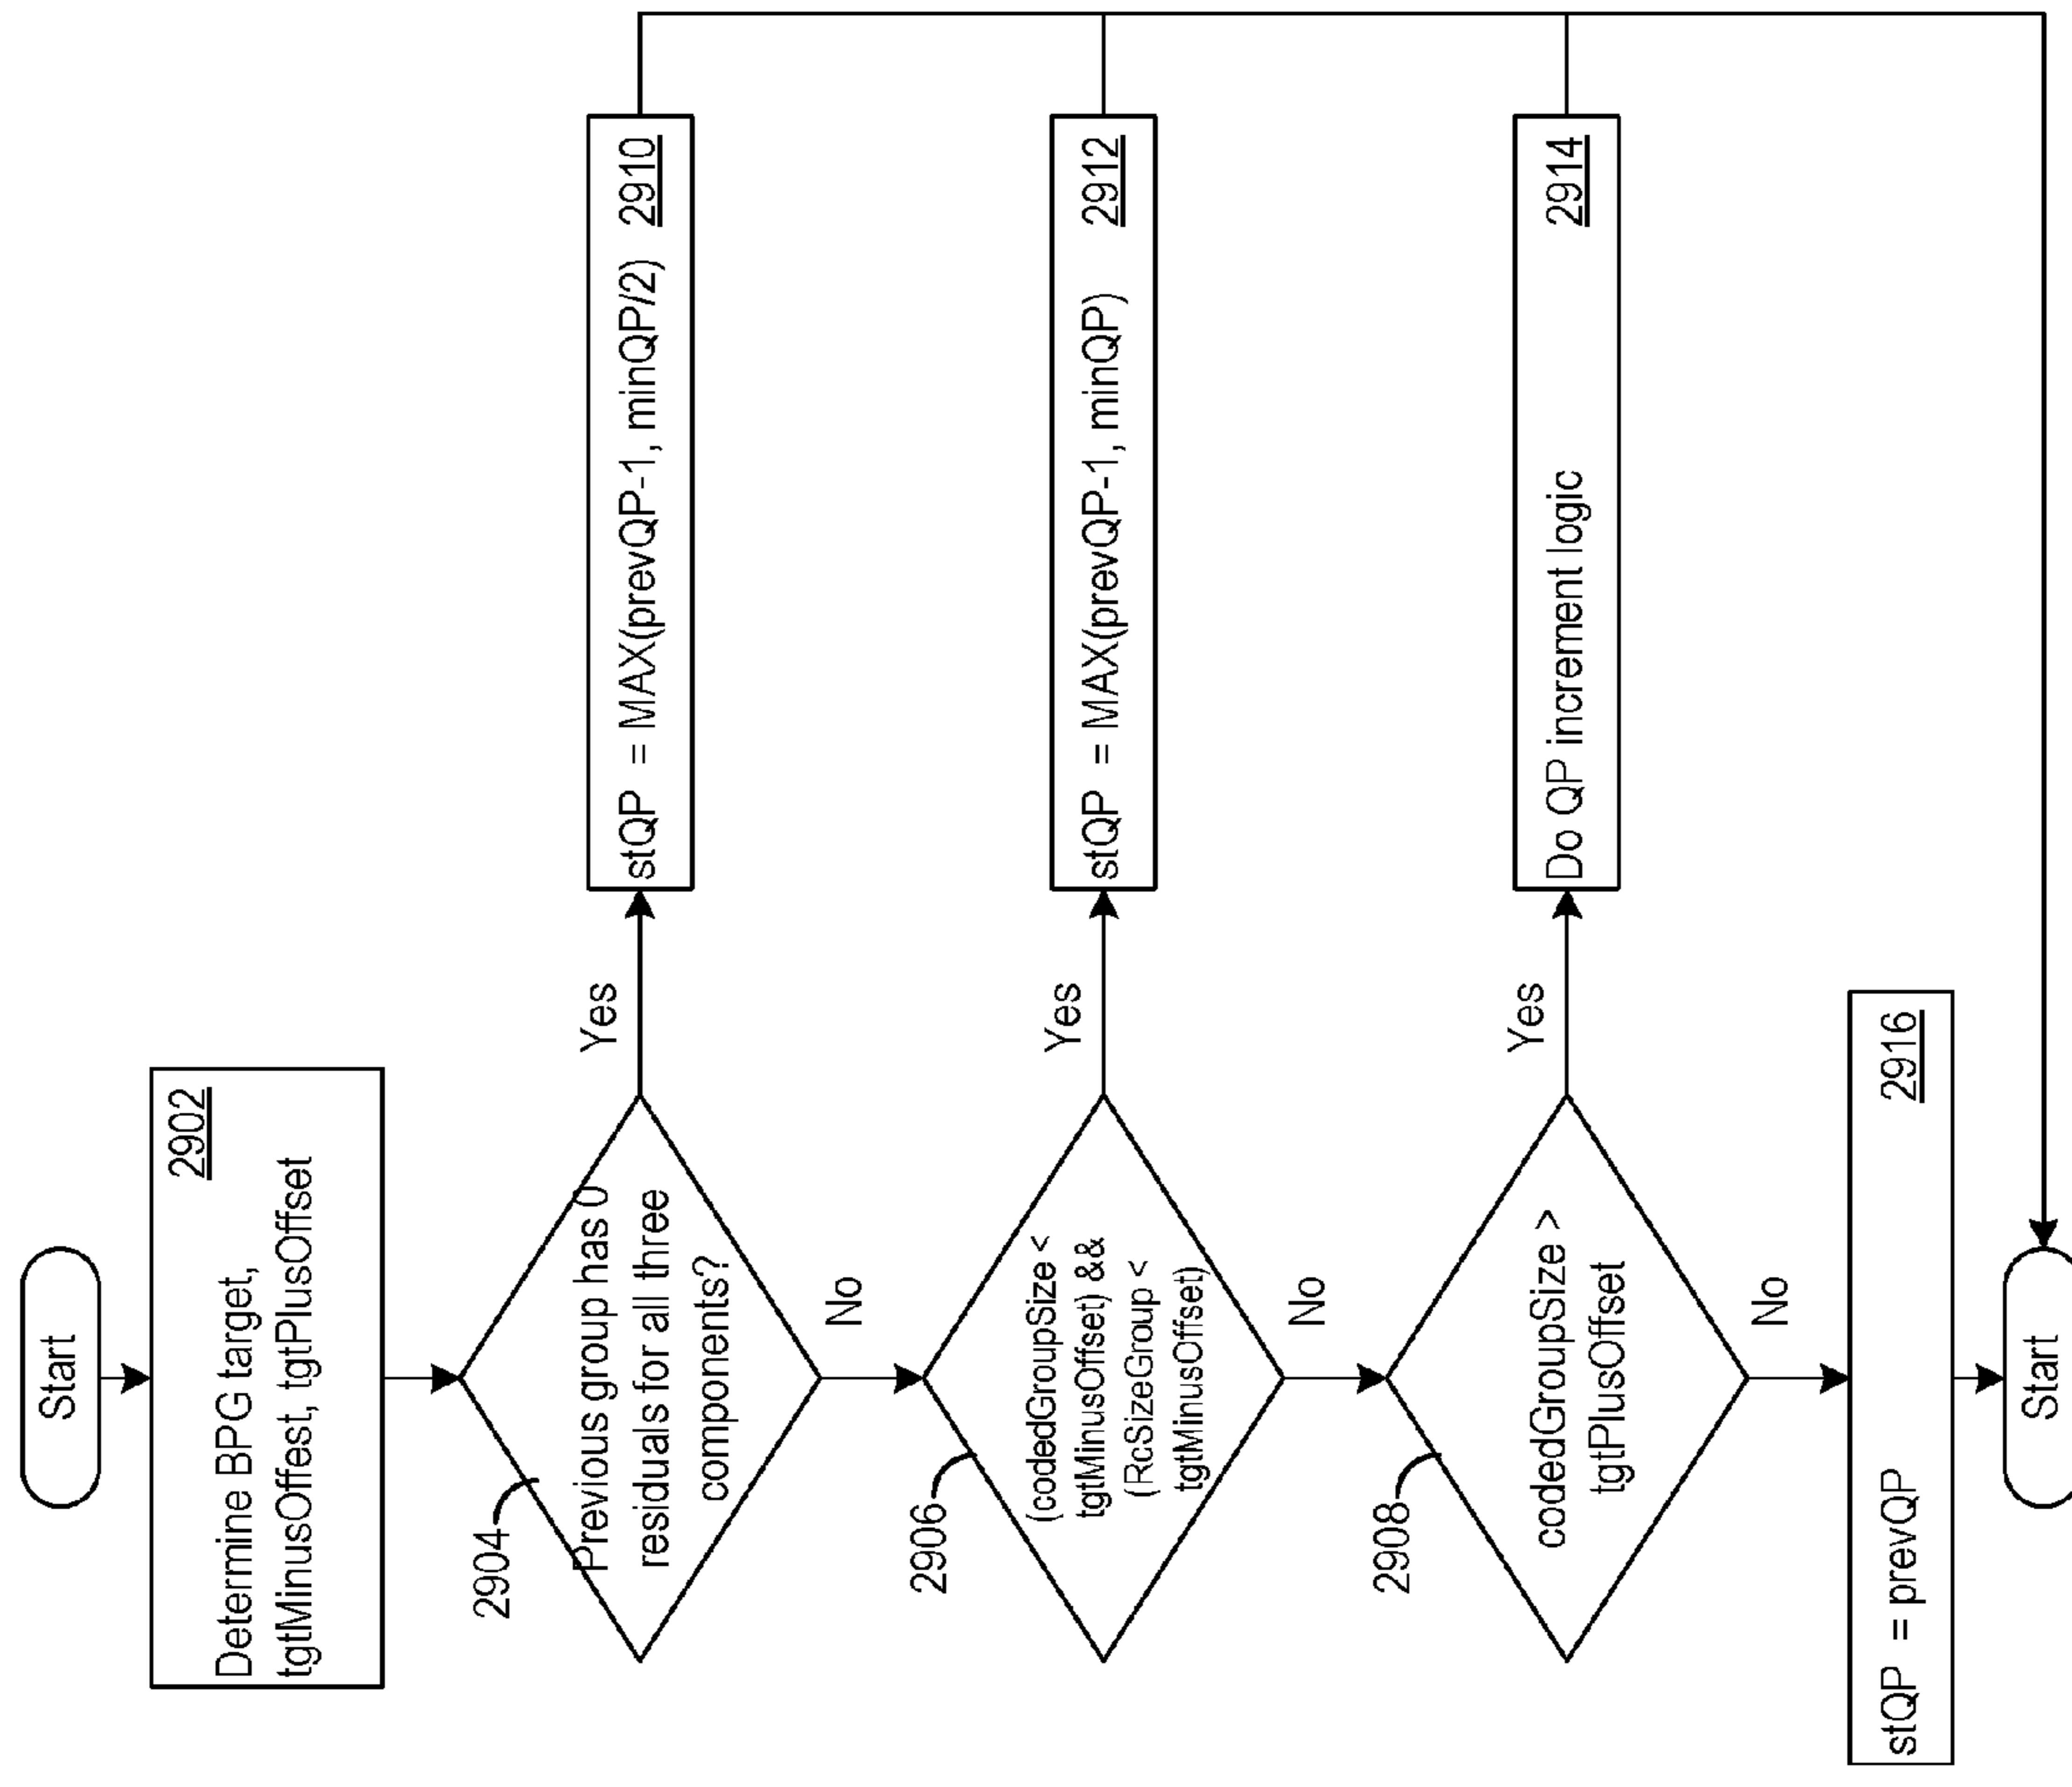 Start
2902
Determine BPG target,
tgtMinusOffest, tgtPlusOffset
2904
Previous group has 0
residuals for all three
components?
Yes
stQP = MAX(prevQP-1, minQP/2) 2910
No
2906
(codedGroupSize <
tgtMinusOffset) &&
(RcSizeGroup <
tgtMinusOffset)
Yes
stQP = MAX(prevQP-1, minQP) 2912
No
2908
codedGroupSize >
tgtPlusOffset
Yes
Do QP increment logic 2914
No
stQP = prevQP 2916
Start